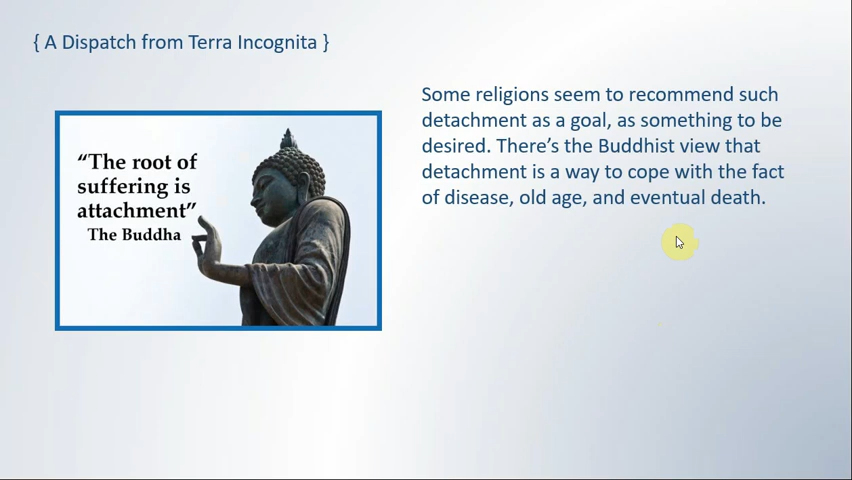 { A Dispatch from Terra Incognita }
“The root of
suffering is
attachment”
The Buddha
Some religions seem to recommend such
detachment as a goal, as something to be
desired. There’s the Buddhist view that
detachment is a way to cope with the fact
of disease, old age, and eventual death.